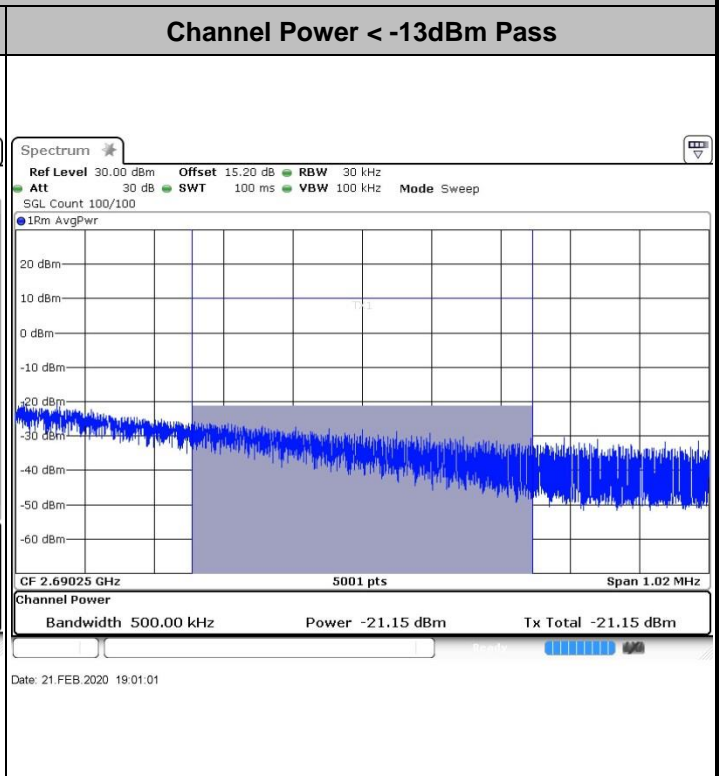 Channel Power < -13dBm Pass
Spectrum
Ref Level 30.00 dBm Offset 15.20 dB RBW 30 kHz
Att 30 dB SWT 100 ms VBW 100 kHz Mode Sweep
SGL Count 100/100
1Rm AvgPwr
20 dBm
10 dBm
TX1
0 dBm
-10 dBm
-20 dBm
-30 dBm
-40 dBm
-50 dBm
-60 dBm
CF 2.69025 GHz 5001 pts Span 1.02 MHz
Channel Power
Bandwidth 500.00 kHz Power -21.15 dBm Tx Total -21.15 dBm
Ready
Date: 21.FEB.2020 19:01:01